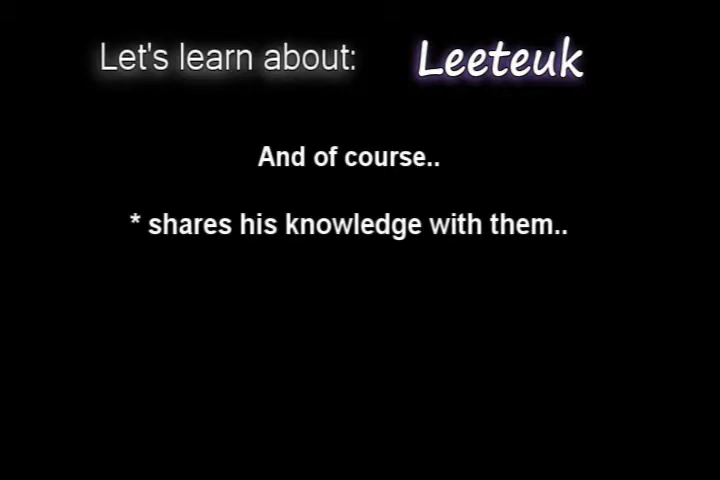 Let's learn about: Leeteuk
And of course..
* shares his knowledge with them..